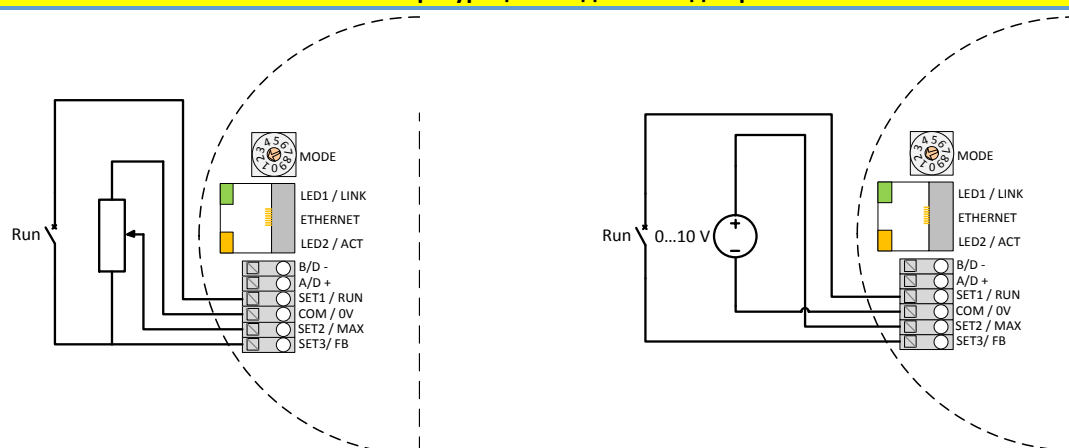 Run
MODE
LED1 / LINK
ETHERNET
LED2 / ACT
B/D -
A/D +
SET1 / RUN
COM / 0V
SET2 / MAX
SET3/ FB
Run
0...10 V
+
–
MODE
LED1 / LINK
ETHERNET
LED2 / ACT
B/D -
A/D +
SET1 / RUN
COM / 0V
SET2 / MAX
SET3/ FB